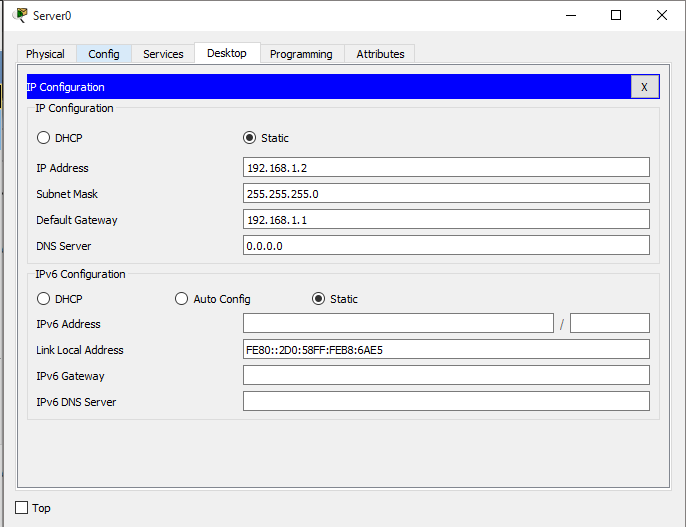 Server0
Physical Config Services Desktop Programming Attributes
IP Configuration X
IP Configuration
DHCP Static
IP Address 192.168.1.2
Subnet Mask 255.255.255.0
Default Gateway 192.168.1.1
DNS Server 0.0.0.0
IPv6 Configuration
DHCP Auto Config Static
IPv6 Address /
Link Local Address FE80::2D0:58FF:FEB8:6AE5
IPv6 Gateway
IPv6 DNS Server
Top